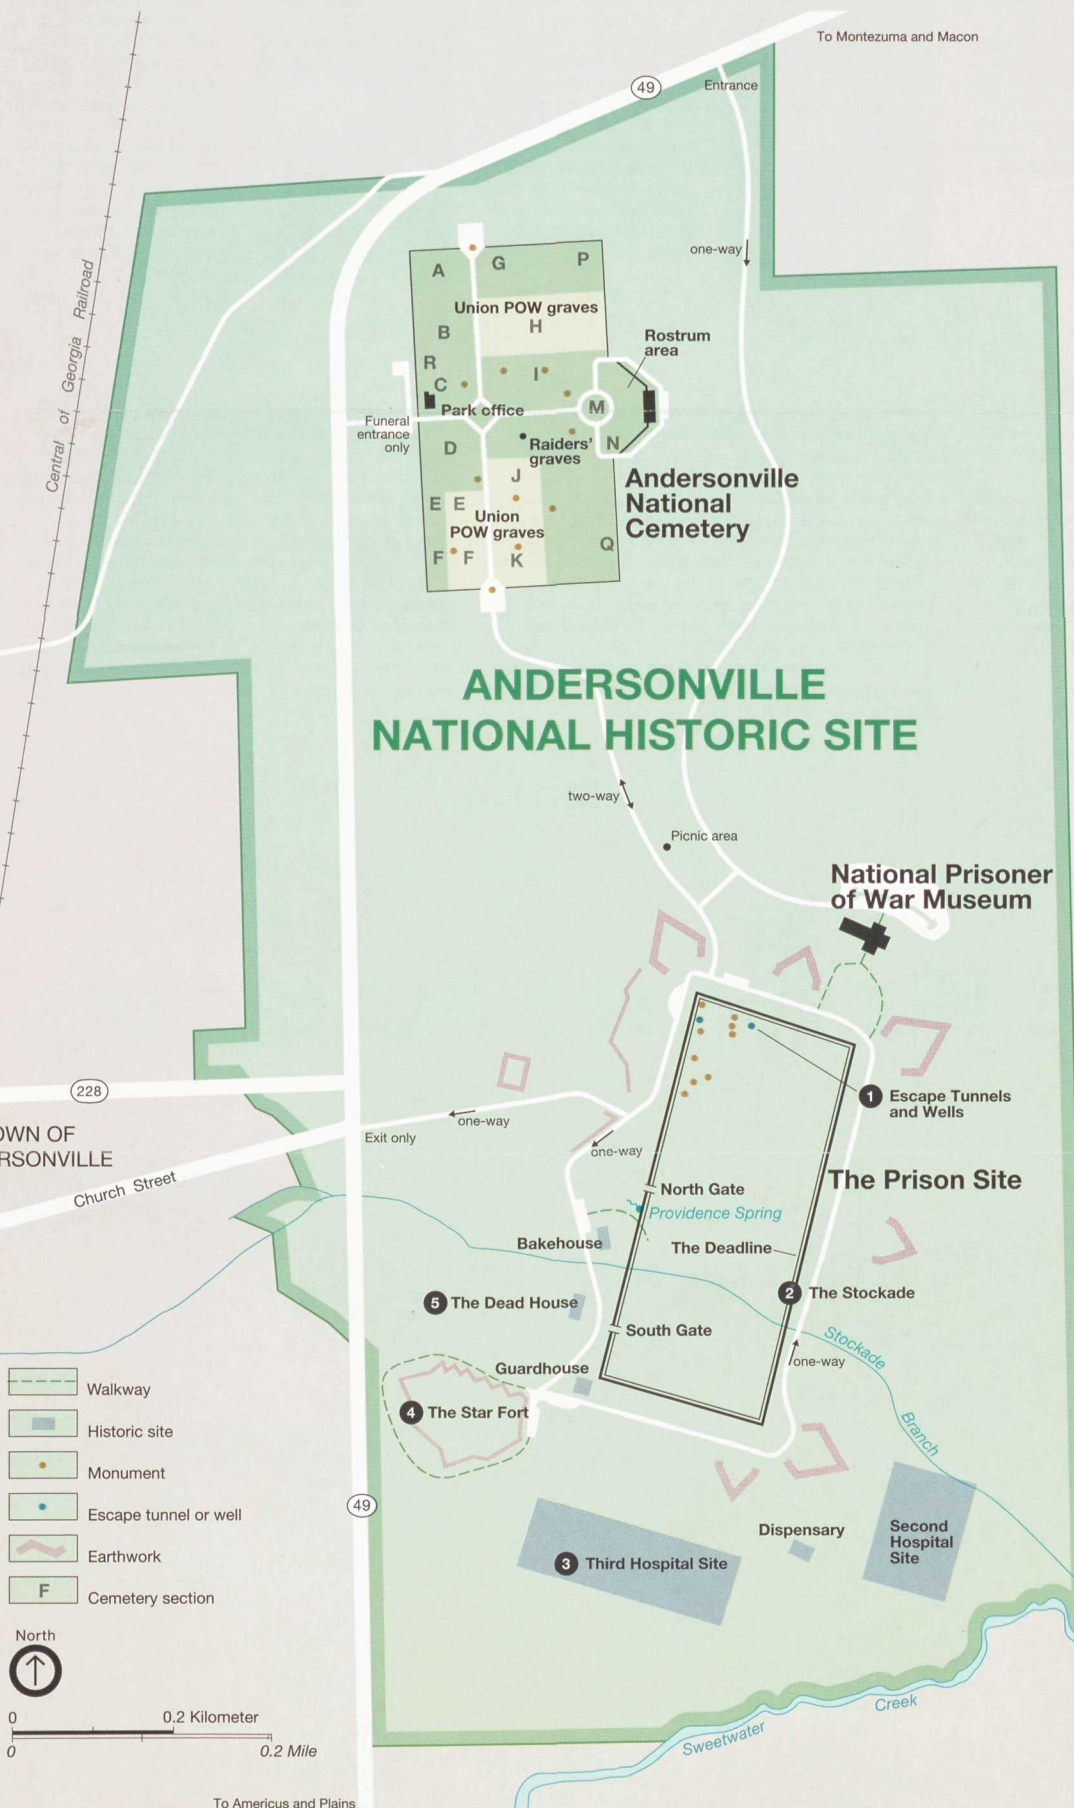 To Montezuma and Macon
49
Entrance
one-way
Central of Georgia Railroad
A
G
P
Union POW graves
H
B
Rostrum
area
R
C
I
Park office
M
Funeral
entrance
only
D
Raiders'
graves
N
Andersonville
National
Cemetery
J
E
E
Union
POW graves
F
F
K
Q
ANDERSONVILLE
NATIONAL HISTORIC SITE
two-way
Picnic area
National Prisoner
of War Museum
228
OWN OF
RSONVILLE
Church Street
Exit only
one-way
one-way
1 Escape Tunnels
and Wells
The Prison Site
North Gate
Providence Spring
Bakehouse
The Deadline
5 The Dead House
2 The Stockade
South Gate
Stockade
Branch
one-way
Guardhouse
4 The Star Fort
49
3 Third Hospital Site
Dispensary
Second
Hospital
Site
Walkway
Historic site
Monument
Escape tunnel or well
Earthwork
F
Cemetery section
North
0
0.2 Kilometer
0
0.2 Mile
Sweetwater
Creek
To Americus and Plains